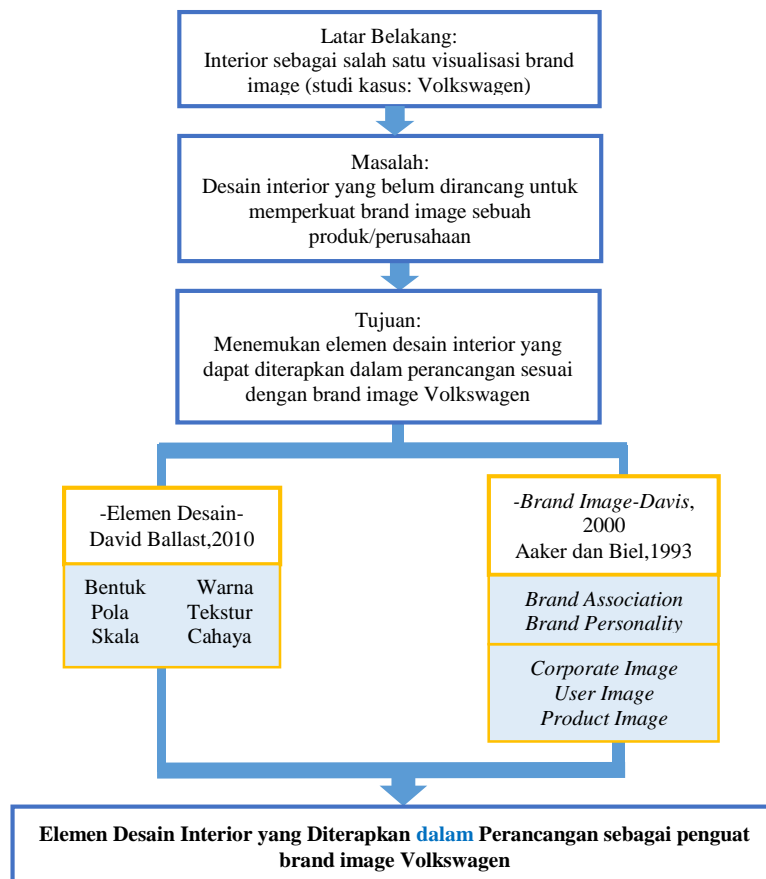 Latar Belakang:
Interior sebagai salah satu visualisasi brand
image (studi kasus: Volkswagen)
Masalah:
Desain interior yang belum dirancang untuk
memperkuat brand image sebuah
produk/perusahaan
Tujuan:
Menemukan elemen desain interior yang
dapat diterapkan dalam perancangan sesuai
dengan brand image Volkswagen
-Elemen Desain-
David Ballast,2010
Bentuk Warna
Pola Tekstur
Skala Cahaya
-Brand Image-Davis,
2000
Aaker dan Biel,1993
Brand Association
Brand Personality
Corporate Image
User Image
Product Image
Elemen Desain Interior yang Diterapkan dalam Perancangan sebagai penguat
brand image Volkswagen